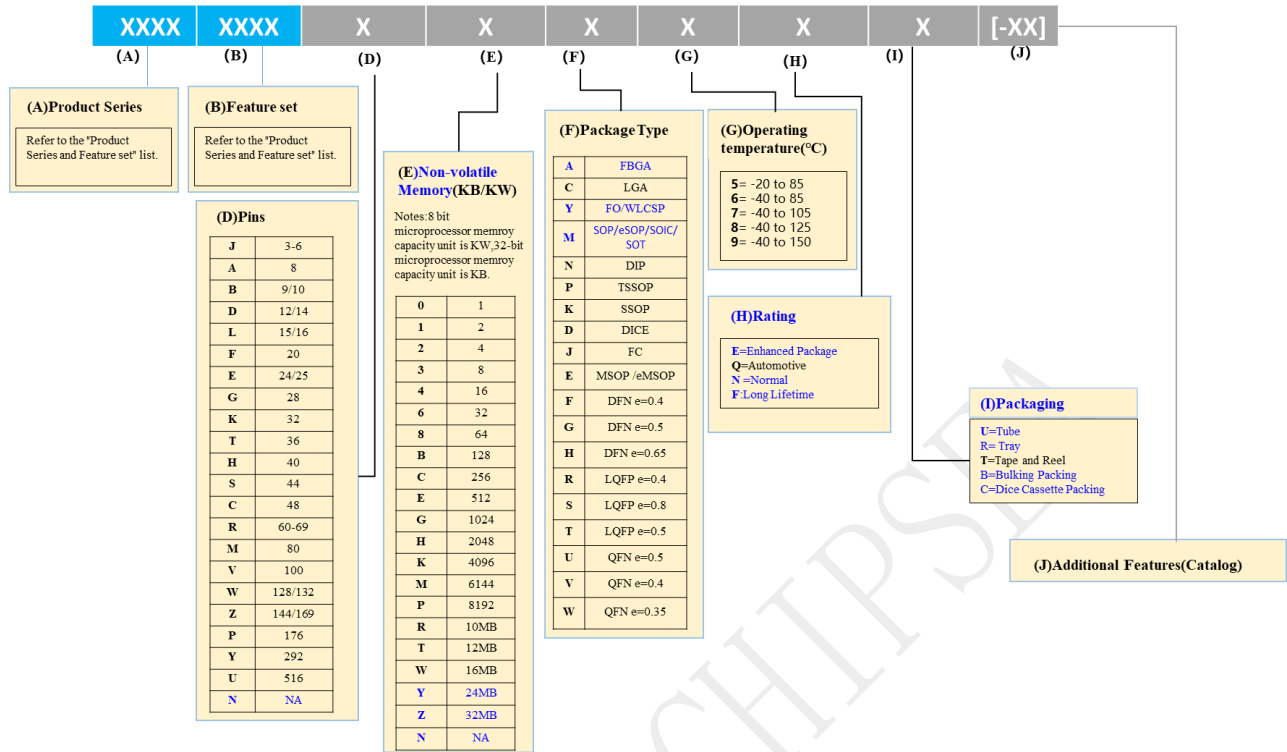 XXXX XXXX X X X X X X [-XX]
(A) (B) (D) (E) (F) (G) (H) (I) (J)
(A)Product Series
Refer to the "Product
Series and Feature set" list.
(B)Feature set
Refer to the "Product
Series and Feature set" list.
(D)Pins
J 3-6
A 8
B 9/10
D 12/14
L 15/16
F 20
E 24/25
G 28
K 32
T 36
H 40
S 44
C 48
R 60-69
M 80
V 100
W 128/132
Z 144/169
P 176
Y 292
U 516
N NA
(E)Non-volatile
Memory(KB/KW)
Notes:8 bit
microprocessor memroy
capacity unit is KW,32-bit
microprocessor memroy
capacity unit is KB.
0 1
1 2
2 4
3 8
4 16
6 32
8 64
B 128
C 256
E 512
G 1024
H 2048
K 4096
M 6144
P 8192
R 10MB
T 12MB
W 16MB
Y 24MB
Z 32MB
N NA
(F)Package Type
A FBGA
C LGA
Y FO/WLCSP
M SOP/eSOP/SOIC/
SOT
N DIP
P TSSOP
K SSOP
D DICE
J FC
E MSOP /eMSOP
F DFN e=0.4
G DFN e=0.5
H DFN e=0.65
R LQFP e=0.4
S LQFP e=0.8
T LQFP e=0.5
U QFN e=0.5
V QFN e=0.4
W QFN e=0.35
(G)Operating
temperature(°C)
5= -20 to 85
6= -40 to 85
7= -40 to 105
8= -40 to 125
9= -40 to 150
(H)Rating
E=Enhanced Package
Q=Automotive
N =Normal
F:Long Lifetime
(I)Packaging
U=Tube
R= Tray
T=Tape and Reel
B=Bulking Packing
C=Dice Cassette Packing
(J)Additional Features(Catalog)
CHIPSEA